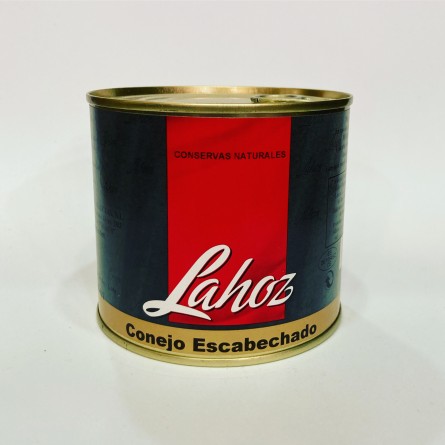 CONSERVAS NATURALES
Lahoz
Conejo Escabechado